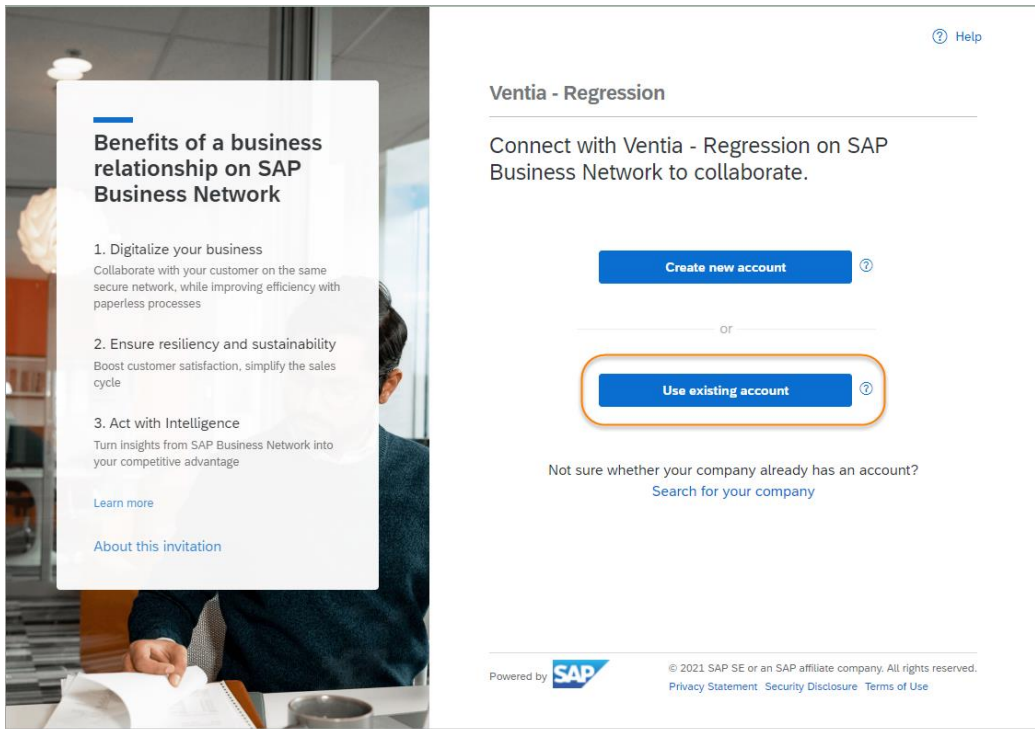 Help
Ventia - Regression
Connect with Ventia - Regression on SAP
Business Network to collaborate.
Benefits of a business
relationship on SAP
Business Network
1. Digitalize your business
Collaborate with your customer on the same
secure network, while improving efficiency with
paperless processes
2. Ensure resiliency and sustainability
Boost customer satisfaction, simplify the sales
cycle
3. Act with Intelligence
Turn insights from SAP Business Network into
your competitive advantage
Learn more
About this invitation
Create new account
or
Use existing account
Not sure whether your company already has an account?
Search for your company
Powered by SAP
© 2021 SAP SE or an SAP affiliate company. All rights reserved.
Privacy Statement Security Disclosure Terms of Use